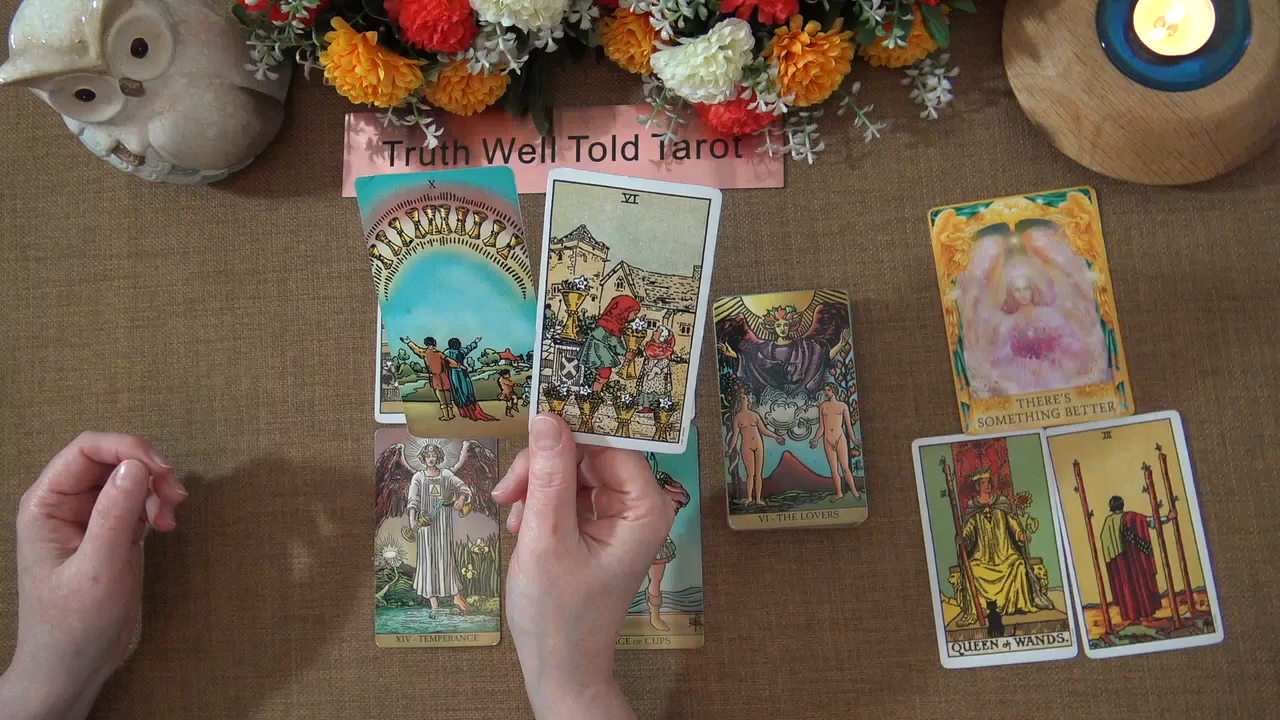 Truth Well Told Tarot
X
VI
VI - THE LOVERS
XIV - TEMPERANCE
GE OF CUPS
THERE'S
SOMETHING BETTER
QUEEN of WANDS.
III